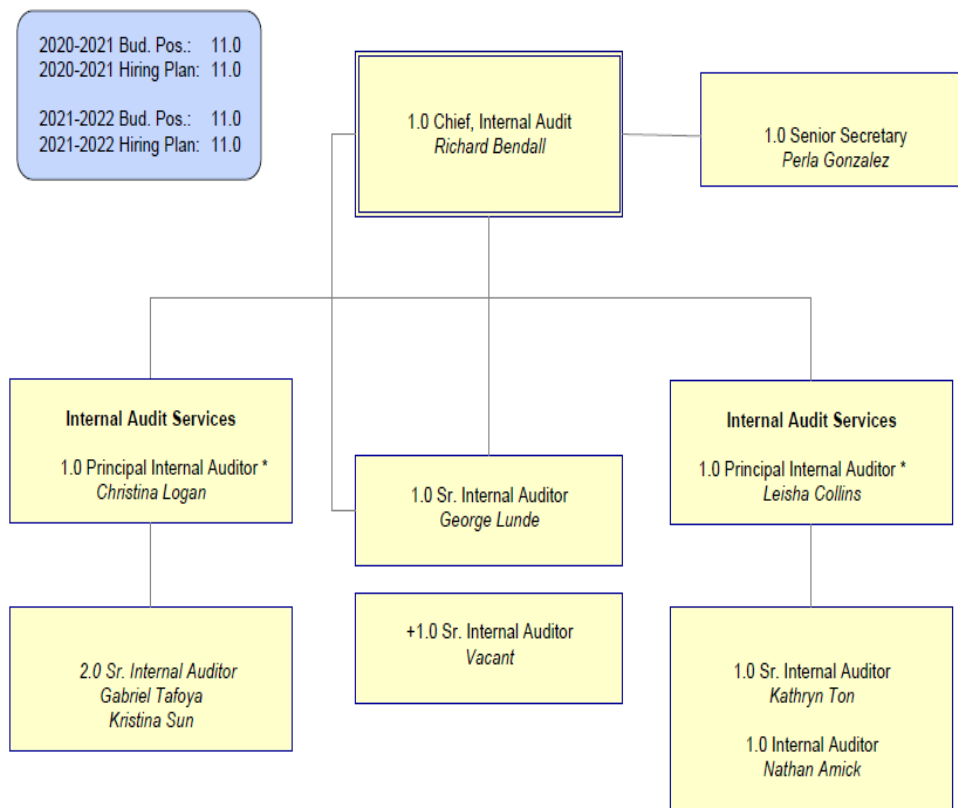 2020-2021 Bud. Pos.: 11.0
2020-2021 Hiring Plan: 11.0
2021-2022 Bud. Pos.: 11.0
2021-2022 Hiring Plan: 11.0
1.0 Chief, Internal Audit
Richard Bendall
1.0 Senior Secretary
Perla Gonzalez
Internal Audit Services
1.0 Principal Internal Auditor *
Christina Logan
1.0 Sr. Internal Auditor
George Lunde
Internal Audit Services
1.0 Principal Internal Auditor *
Leisha Collins
2.0 Sr. Internal Auditor
Gabriel Tafoya
Kristina Sun
+1.0 Sr. Internal Auditor
Vacant
1.0 Sr. Internal Auditor
Kathryn Ton
1.0 Internal Auditor
Nathan Amick